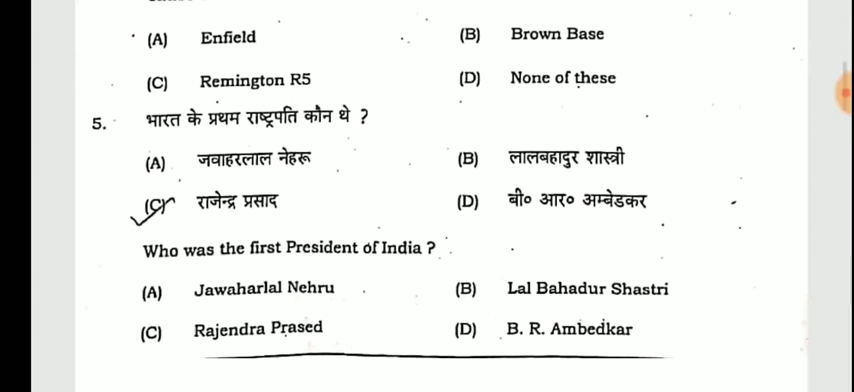 (A) Enfield (B) Brown Base
(C) Remington R5 (D) None of these
5. भारत के प्रथम राष्ट्रपति कौन थे ?
(A) जवाहरलाल नेहरू (B) लालबहादुर शास्त्री
(C) राजेन्द्र प्रसाद (D) बी० आर० अम्बेडकर
Who was the first President of India ?
(A) Jawaharlal Nehru (B) Lal Bahadur Shastri
(C) Rajendra Prased (D) B. R. Ambedkar